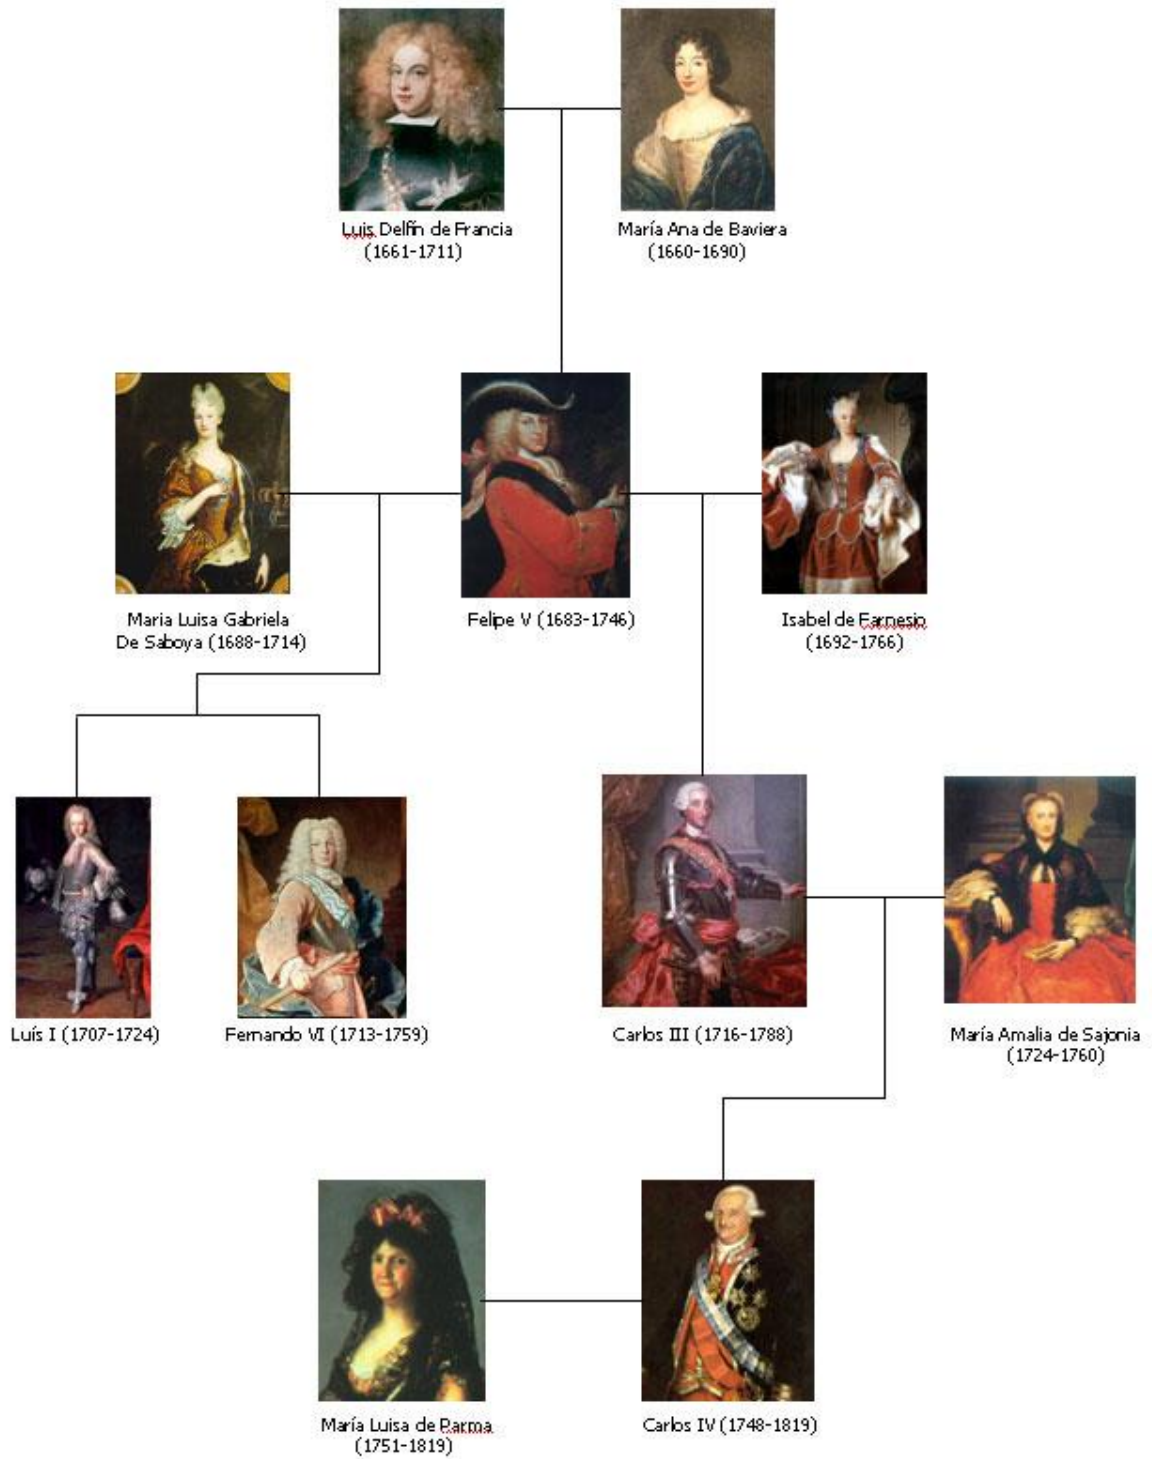 Luis Delfín de Francia
(1661-1711)
María Ana de Baviera
(1660-1690)
Maria Luisa Gabriela
De Saboya (1688-1714)
Felipe V (1683-1746)
Isabel de Farnesio
(1692-1766)
Luís I (1707-1724)
Fernando VI (1713-1759)
Carlos III (1716-1788)
María Amalia de Sajonia
(1724-1760)
María Luisa de Parma
(1751-1819)
Carlos IV (1748-1819)